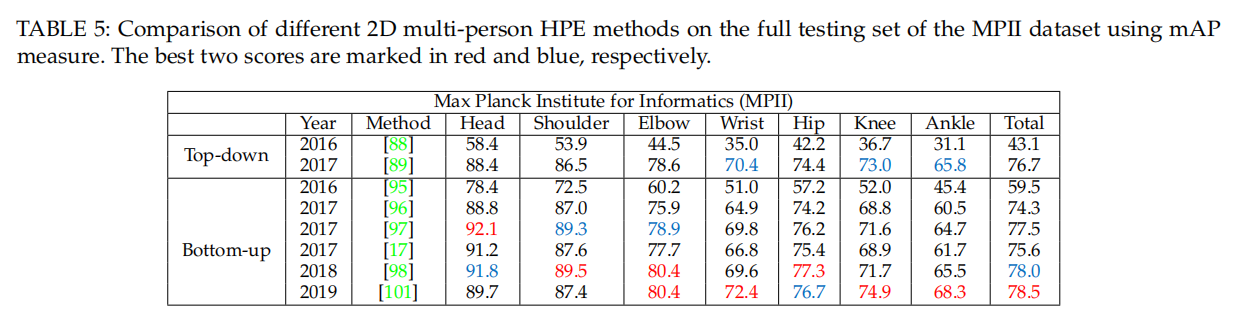 TABLE 5: Comparison of different 2D multi-person HPE methods on the full testing set of the MPII dataset using mAP
measure. The best two scores are marked in red and blue, respectively.
Max Planck Institute for Informatics (MPII)
Year Method Head Shoulder Elbow Wrist Hip Knee Ankle Total
Top-down
2016 [88] 58.4 53.9 44.5 35.0 42.2 36.7 31.1 43.1
2017 [89] 88.4 86.5 78.6 70.4 74.4 73.0 65.8 76.7
Bottom-up
2016 [95] 78.4 72.5 60.2 51.0 57.2 52.0 45.4 59.5
2017 [96] 88.8 87.0 75.9 64.9 74.2 68.8 60.5 74.3
2017 [97] 92.1 89.3 78.9 69.8 76.2 71.6 64.7 77.5
2017 [17] 91.2 87.6 77.7 66.8 75.4 68.9 61.7 75.6
2018 [98] 91.8 89.5 80.4 69.6 77.3 71.7 65.5 78.0
2019 [101] 89.7 87.4 80.4 72.4 76.7 74.9 68.3 78.5